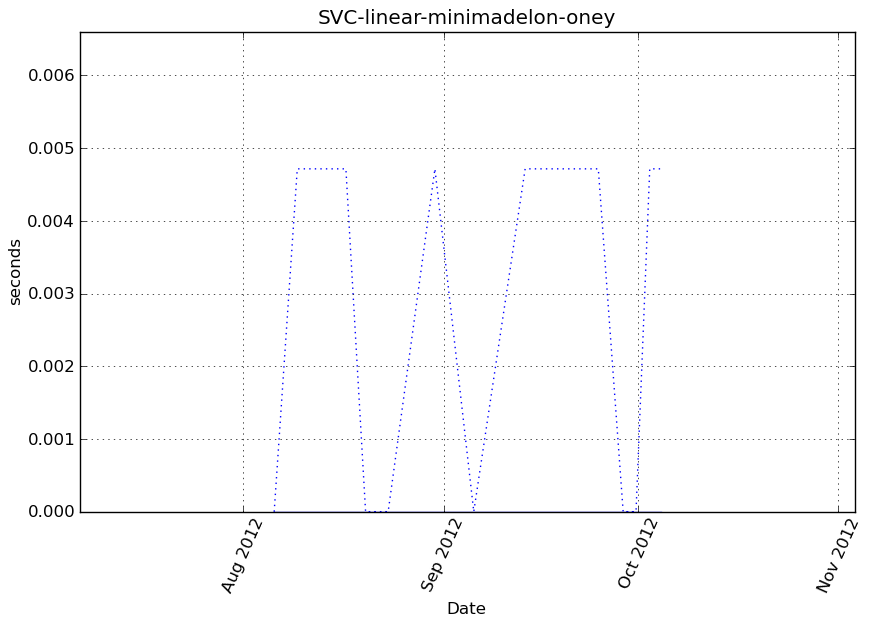 SVC-linear-minimadelon-oney
0.006
0.005
0.004
0.003
0.002
0.001
0.000
seconds
Aug 2012
Sep 2012
Oct 2012
Nov 2012
Date